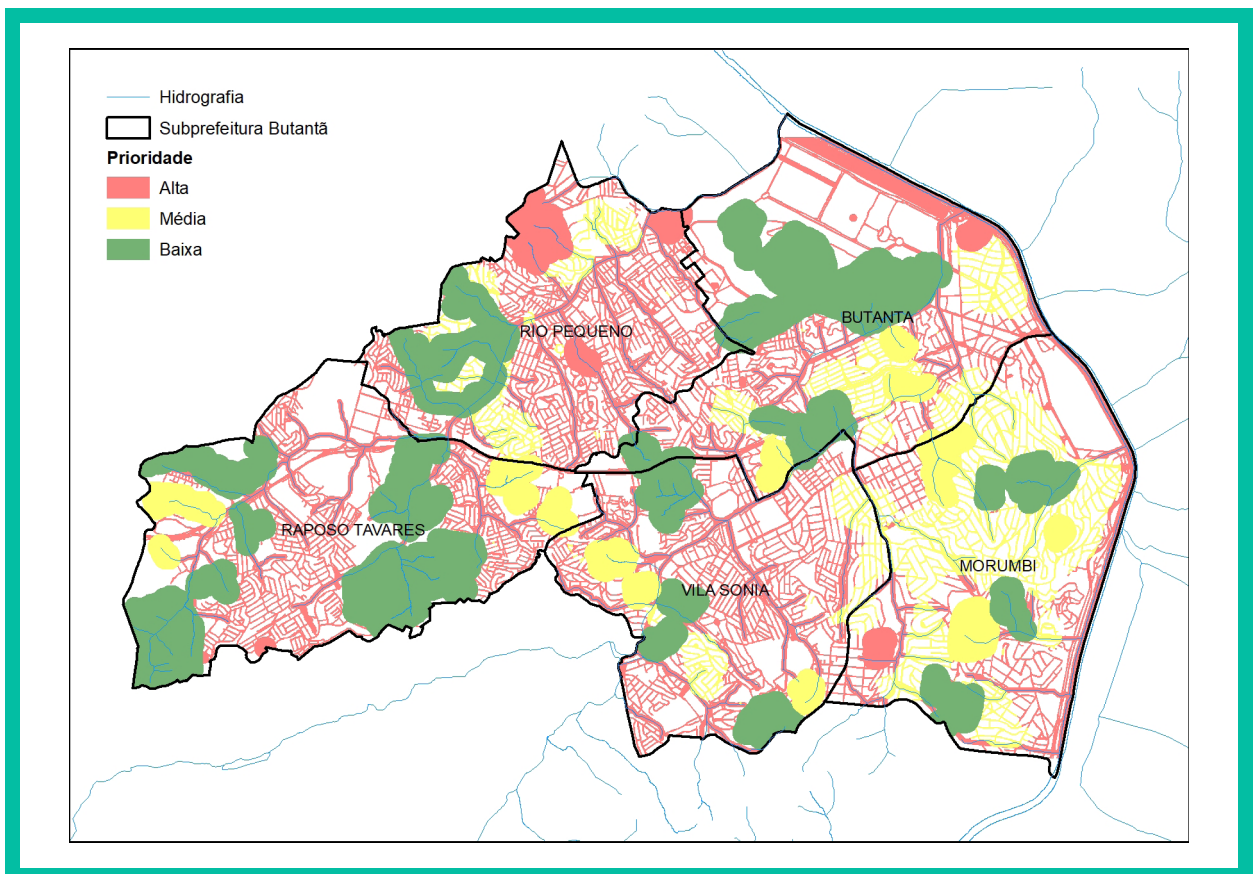 Hidrografia
Subprefeitura Butantã
Prioridade
Alta
Média
Baixa
RIO PEQUENO
BUTANTA
RAPOSO TAVARES
MORUMBI
VILA SONIA